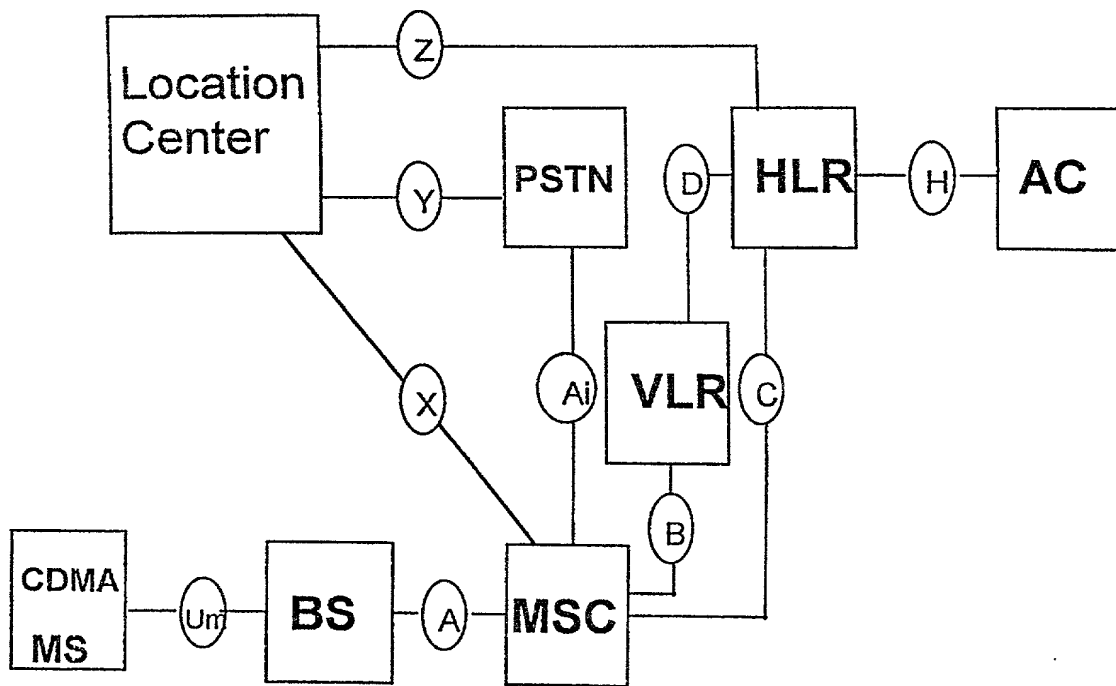 Z
Location
Center
PSTN
D
HLR
H
AC
Y
X
Ai
VLR
C
B
CDMA
MS
Um
BS
A
MSC